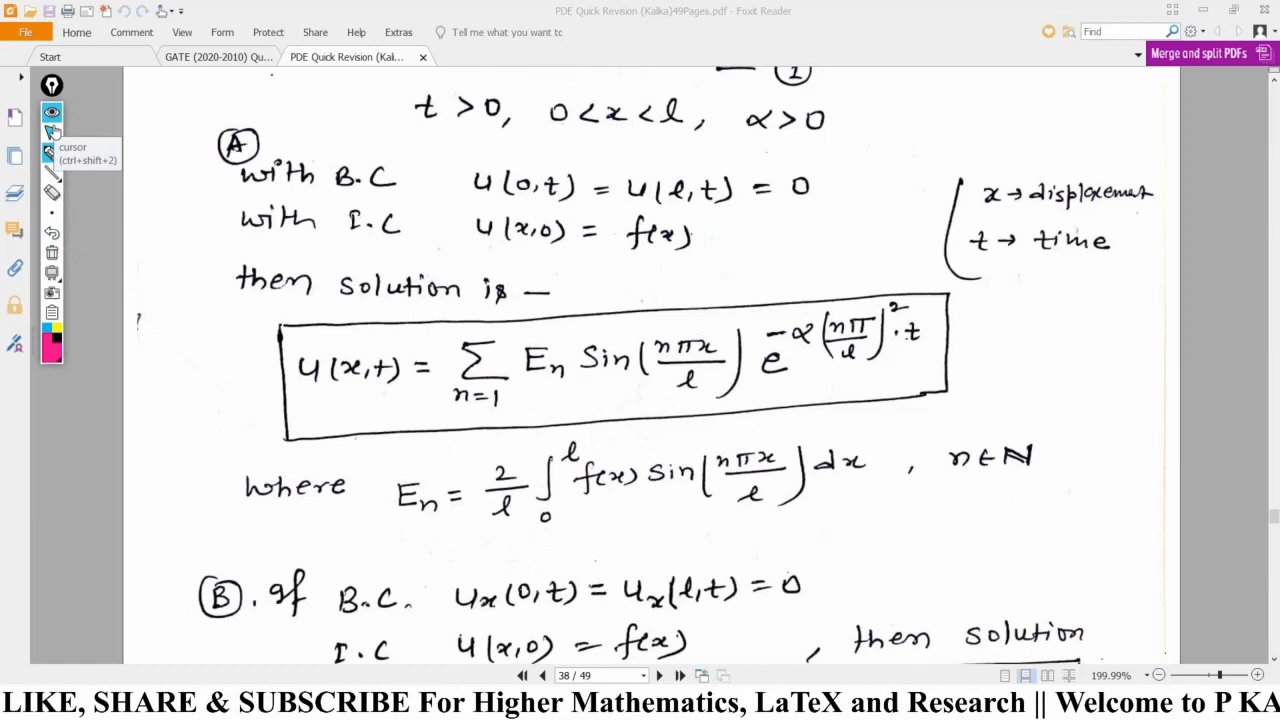 PDE Quick Revision (Kalika)49Pages.pdf - Foxit Reader
File Home Comment View Form Protect Share Help Extras Tell me what you want to Find
Start GATE (2020-2010) Qu... PDE Quick Revision (Kal... Merge and split PDFs
t > 0, 0 < x < l, α > 0
Ⓐ
cursor
(ctrl+shift+2)
with B.C u(0,t) = u(l,t) = 0
with I.C u(x,0) = f(x)
x → displacemat
t → time
then solution is —
u(x,t) = ∑_{n=1} E_n Sin(nπx/l) e^{-α(nπ/l)^2·t}
where E_n = 2/l ∫_0^l f(x) sin(nπx/l) dx , n∈ℕ
Ⓑ. If B.C. u_x(0,t) = u_x(l,t) = 0
I.C u(x,0) = f(x) , then solution
38 / 49 199.99%
LIKE, SHARE & SUBSCRIBE For Higher Mathematics, LaTeX and Research || Welcome to P KA